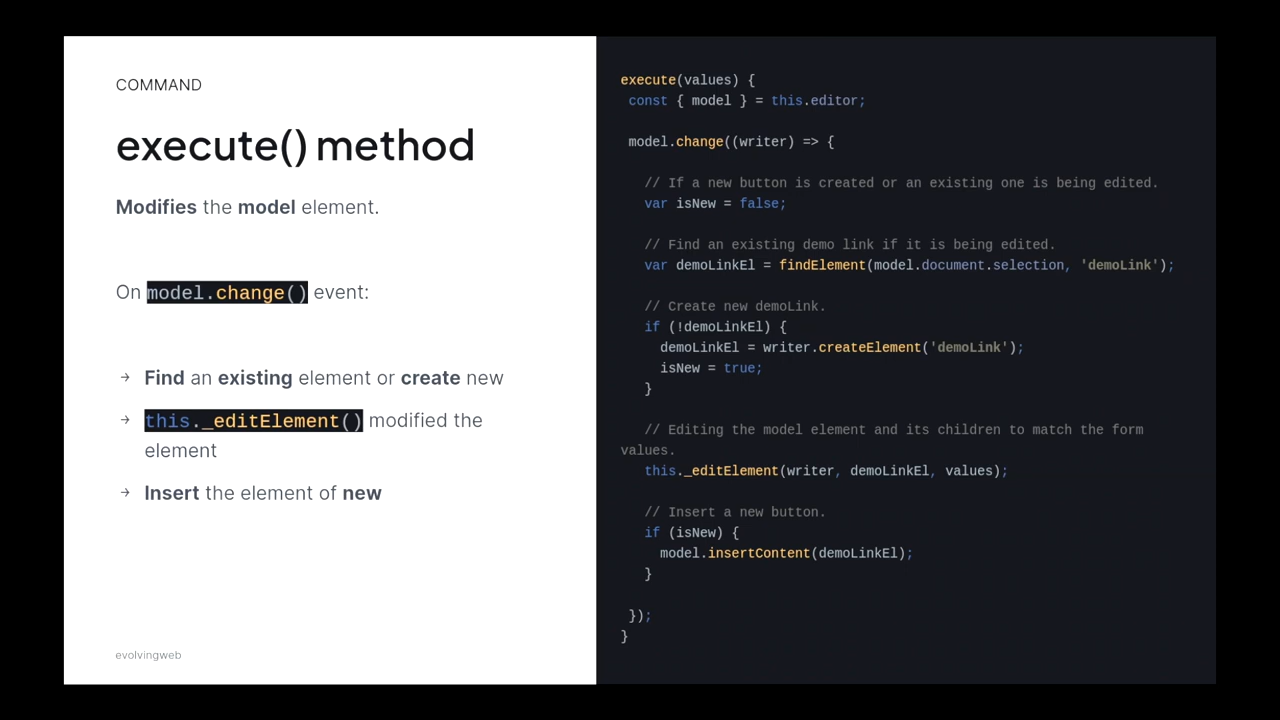 COMMAND
execute() method
Modifies the model element.
On model.change() event:
→ Find an existing element or create new
→ this._editElement() modified the
element
→ Insert the element of new
evolvingweb
execute(values) {
const { model } = this.editor;
model.change((writer) => {
// If a new button is created or an existing one is being edited.
var isNew = false;
// Find an existing demo link if it is being edited.
var demoLinkEl = findElement(model.document.selection, 'demoLink');
// Create new demoLink.
if (!demoLinkEl) {
demoLinkEl = writer.createElement('demoLink');
isNew = true;
}
// Editing the model element and its children to match the form
values.
this._editElement(writer, demoLinkEl, values);
// Insert a new button.
if (isNew) {
model.insertContent(demoLinkEl);
}
});
}